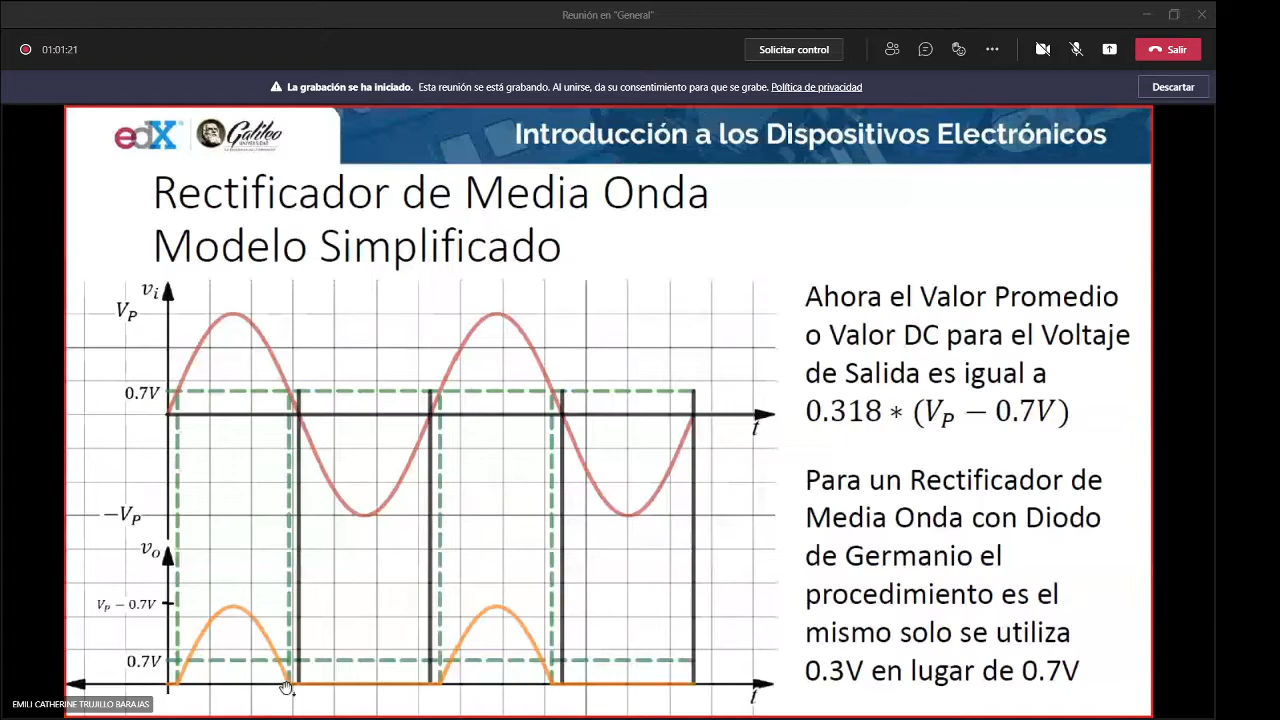 Reunión en "General"
01:01:21
Solicitar control
Salir
La grabación se ha iniciado. Esta reunión se está grabando. Al unirse, da su consentimiento para que se grabe. Política de privacidad
Descartar
edX
Galileo
UNIVERSIDAD
Introducción a los Dispositivos Electrónicos
Rectificador de Media Onda
Modelo Simplificado
vi
VP
0.7V
t
−VP
vo
VP − 0.7V
0.7V
t
Ahora el Valor Promedio
o Valor DC para el Voltaje
de Salida es igual a
0.318 ∗ (VP − 0.7V)
Para un Rectificador de
Media Onda con Diodo
de Germanio el
procedimiento es el
mismo solo se utiliza
0.3V en lugar de 0.7V
EMILI CATHERINE TRUJILLO BARAJAS